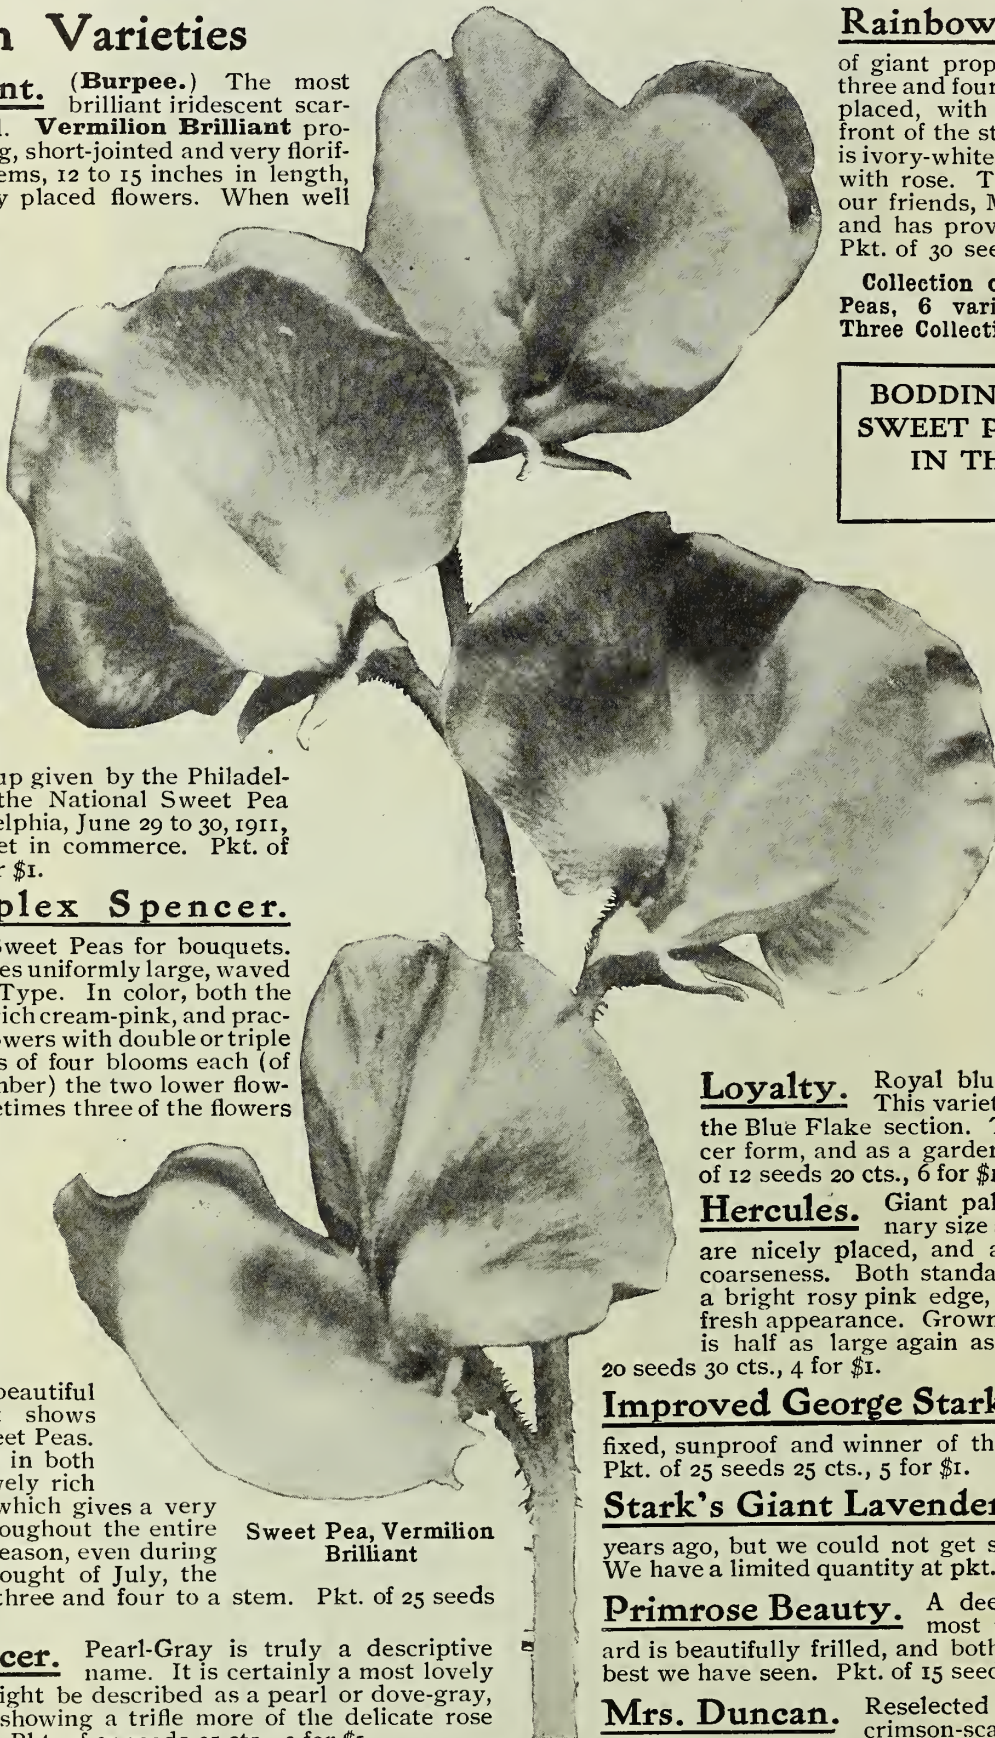 Varieties
nt. (Burpee.) The most
brilliant iridescent scar-
Vermilion Brilliant pro-
g, short-jointed and very florif-
ems, 12 to 15 inches in length,
y placed flowers. When well
up given by the Philadel-
the National Sweet Pea
elphia, June 29 to 30, 1911,
et in commerce. Pkt. of
r $1.
plex Spencer.
Sweet Peas for bouquets.
es uniformly large, waved
Type. In color, both the
ich cream-pink, and prac-
owers with double or triple
s of four blooms each (of
nber) the two lower flow-
etimes three of the flowers
beautiful
shows
eet Peas.
in both
vely rich
which gives a very
oughout the entire
eason, even during
ought of July, the
three and four to a stem. Pkt. of 25 seeds
Sweet Pea, Vermilion
Brilliant
cer. Pearl-Gray is truly a descriptive
name. It is certainly a most lovely
ight be described as a pearl or dove-gray,
showing a trifle more of the delicate rose
Rainbow
of giant prop
three and four
placed, with
front of the st
is ivory-white
with rose. T
our friends, M
and has prov
Pkt. of 30 see
Collection o
Peas, 6 vari
Three Collecti
BODDIN
SWEET P
IN TH
Loyalty. Royal blu
This variet
the Blue Flake section. T
cer form, and as a garden
of 12 seeds 20 cts., 6 for $1
Hercules. Giant pal
nary size
are nicely placed, and a
coarseness. Both standa
a bright rosy pink edge,
fresh appearance. Grown
is half as large again as
20 seeds 30 cts., 4 for $1.
Improved George Stark
fixed, sunproof and winner of th
Pkt. of 25 seeds 25 cts., 5 for $1.
Stark's Giant Lavender
years ago, but we could not get s
We have a limited quantity at pkt.
Primrose Beauty. A dee
most
ard is beautifully frilled, and both
best we have seen. Pkt. of 15 seed
Mrs. Duncan. Reselected
crimson-sca